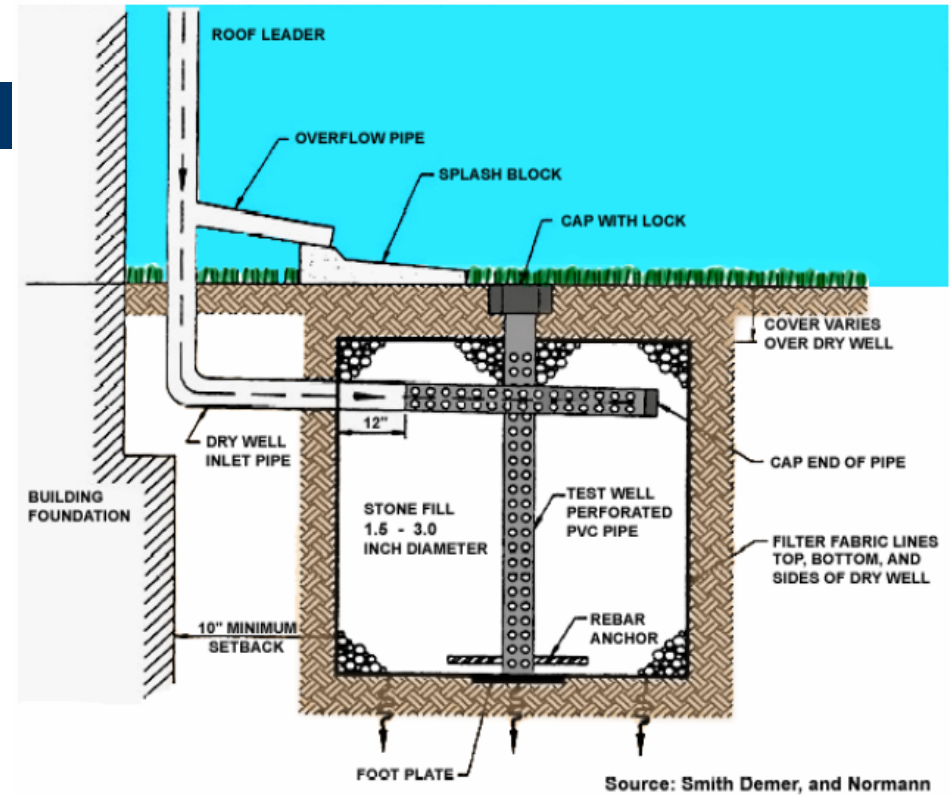 ROOF LEADER
OVERFLOW PIPE
SPLASH BLOCK
CAP WITH LOCK
COVER VARIES
OVER DRY WELL
12"
DRY WELL
INLET PIPE
CAP END OF PIPE
BUILDING
FOUNDATION
STONE FILL
1.5 - 3.0
INCH DIAMETER
TEST WELL
PERFORATED
PVC PIPE
FILTER FABRIC LINES
TOP, BOTTOM, AND
SIDES OF DRY WELL
10" MINIMUM
SETBACK
REBAR
ANCHOR
FOOT PLATE
Source: Smith Demer, and Normann